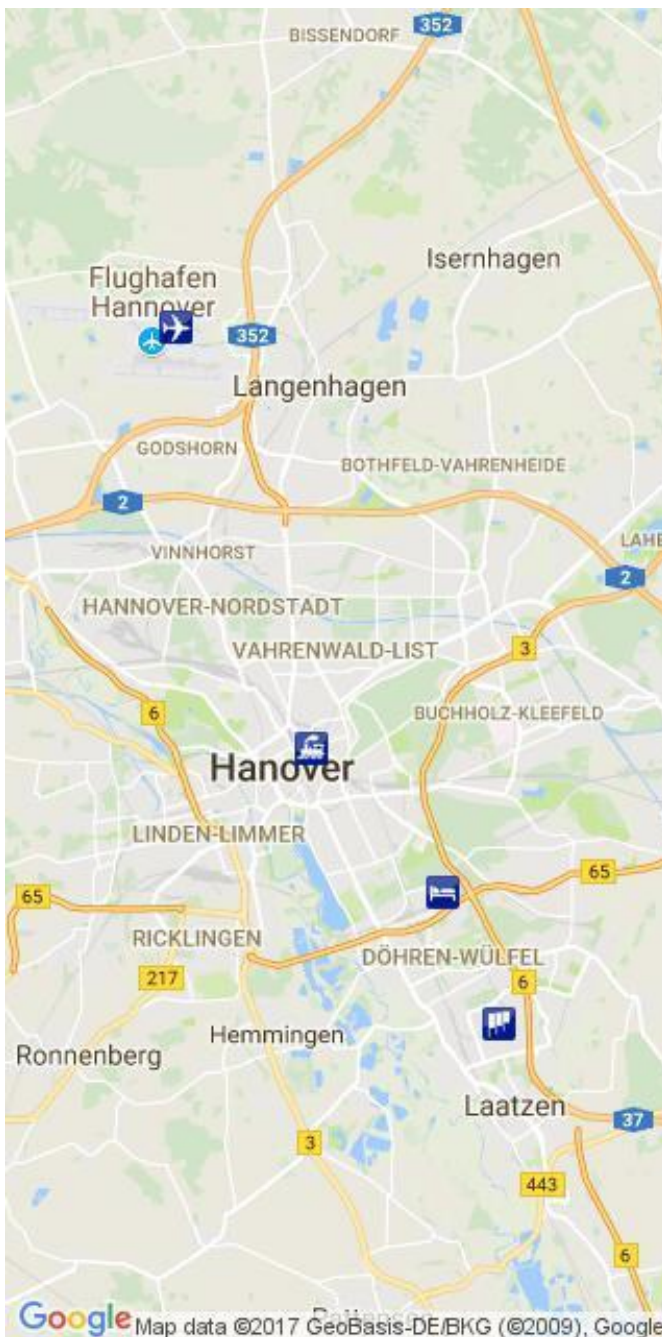 352
BISSENDORF
Isernhagen
Flughafen
Hannover
352
Langenhagen
GODSHORN
BOTHFELD-VAHRENHEIDE
2
VINNHORST
LAHE
2
HANNOVER-NORDSTADT
VAHRENWALD-LIST
3
6
BUCHHOLZ-KLEEFELD
Hanover
LINDEN-LIMMER
65
65
RICKLINGEN
DÖHREN-WÜLFEL
217
6
Hemmingen
Ronnenberg
Laatzen
37
3
443
6
Google Map data ©2017 GeoBasis-DE/BKG (©2009), Google